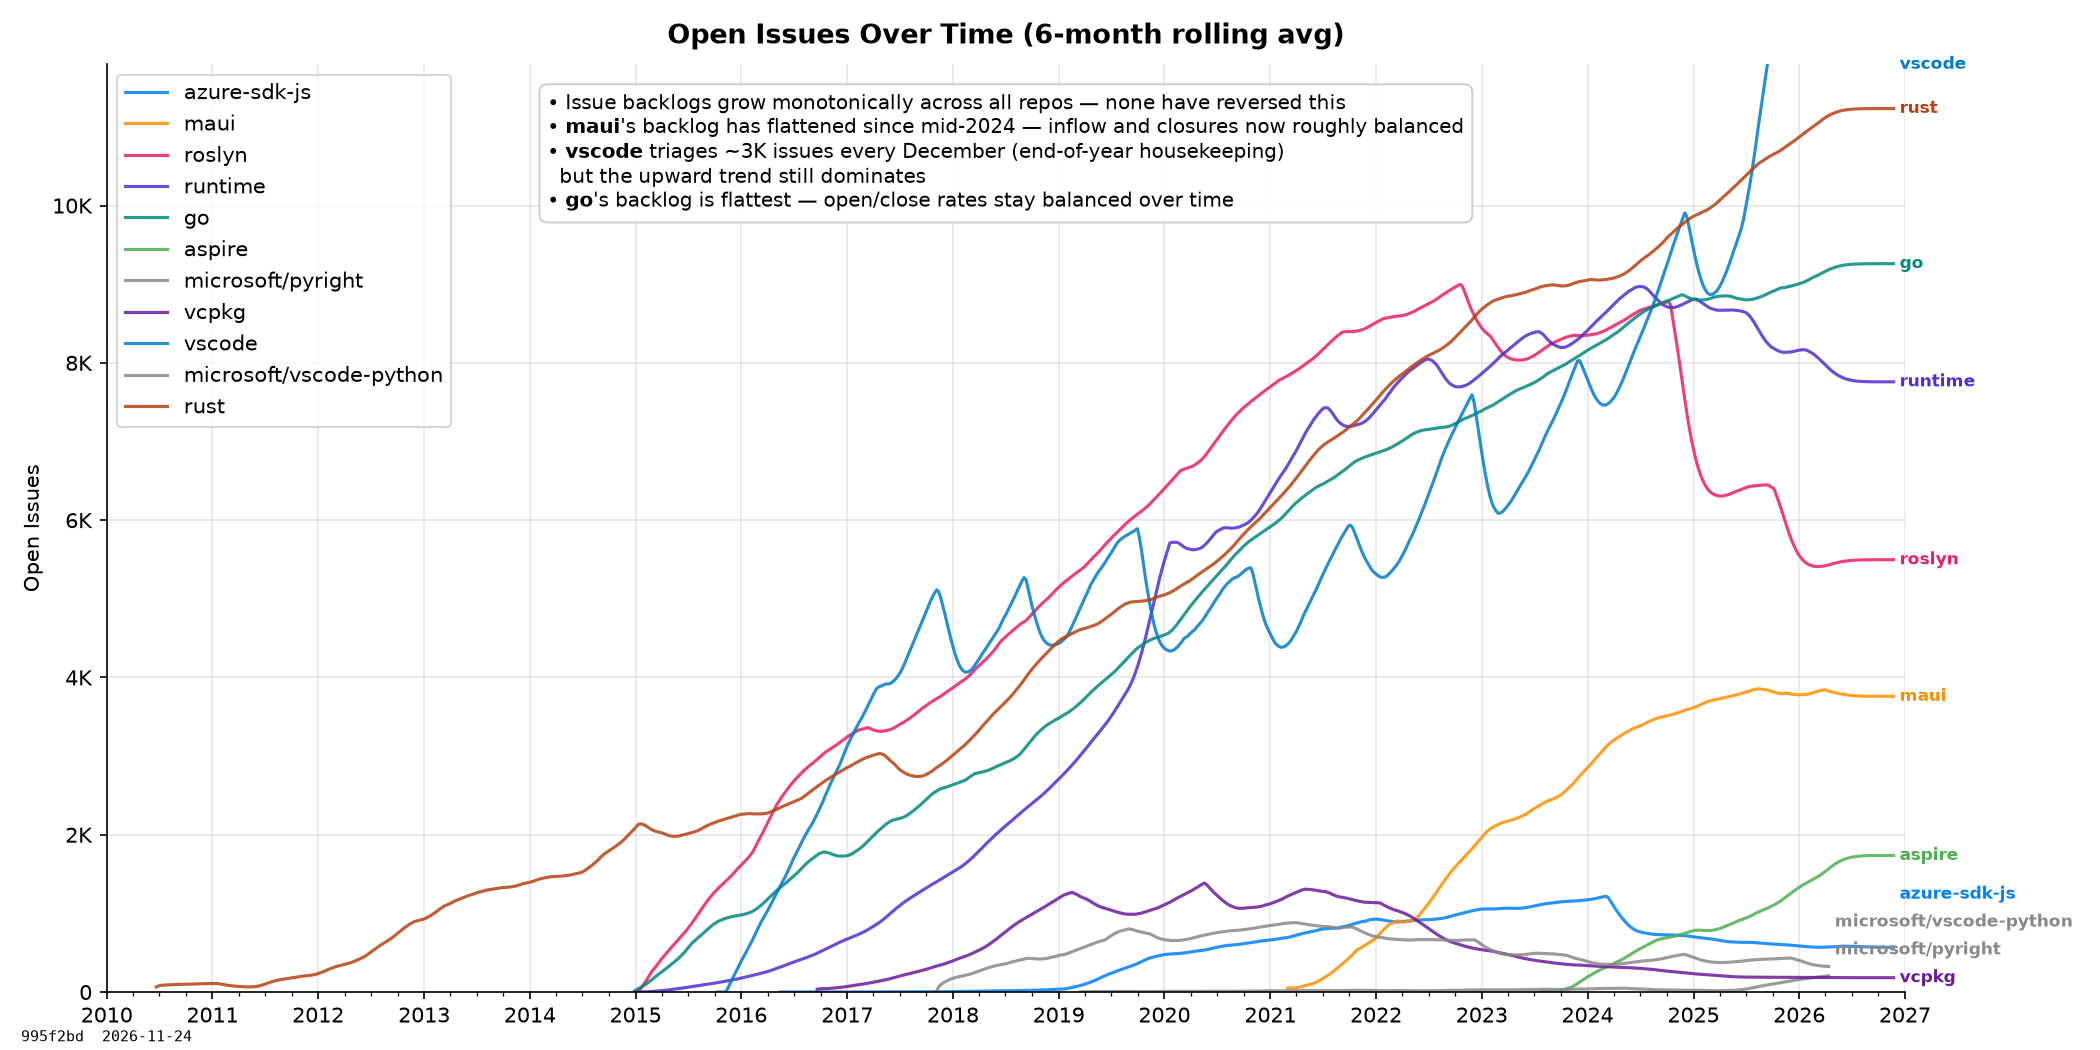 Open Issues Over Time (6-month rolling avg)
azure-sdk-js
maui
roslyn
runtime
go
aspire
microsoft/pyright
vcpkg
vscode
microsoft/vscode-python
rust
• Issue backlogs grow monotonically across all repos — none have reversed this
• maui's backlog has flattened since mid-2024 — inflow and closures now roughly balanced
• vscode triages ~3K issues every December (end-of-year housekeeping)
but the upward trend still dominates
• go's backlog is flattest — open/close rates stay balanced over time
vscode
rust
go
runtime
roslyn
maui
aspire
azure-sdk-js
microsoft/vscode-python
microsoft/pyright
vcpkg
Open Issues
10K
8K
6K
4K
2K
0
2010 2011 2012 2013 2014 2015 2016 2017 2018 2019 2020 2021 2022 2023 2024 2025 2026 2027
995f2bd 2026-11-24